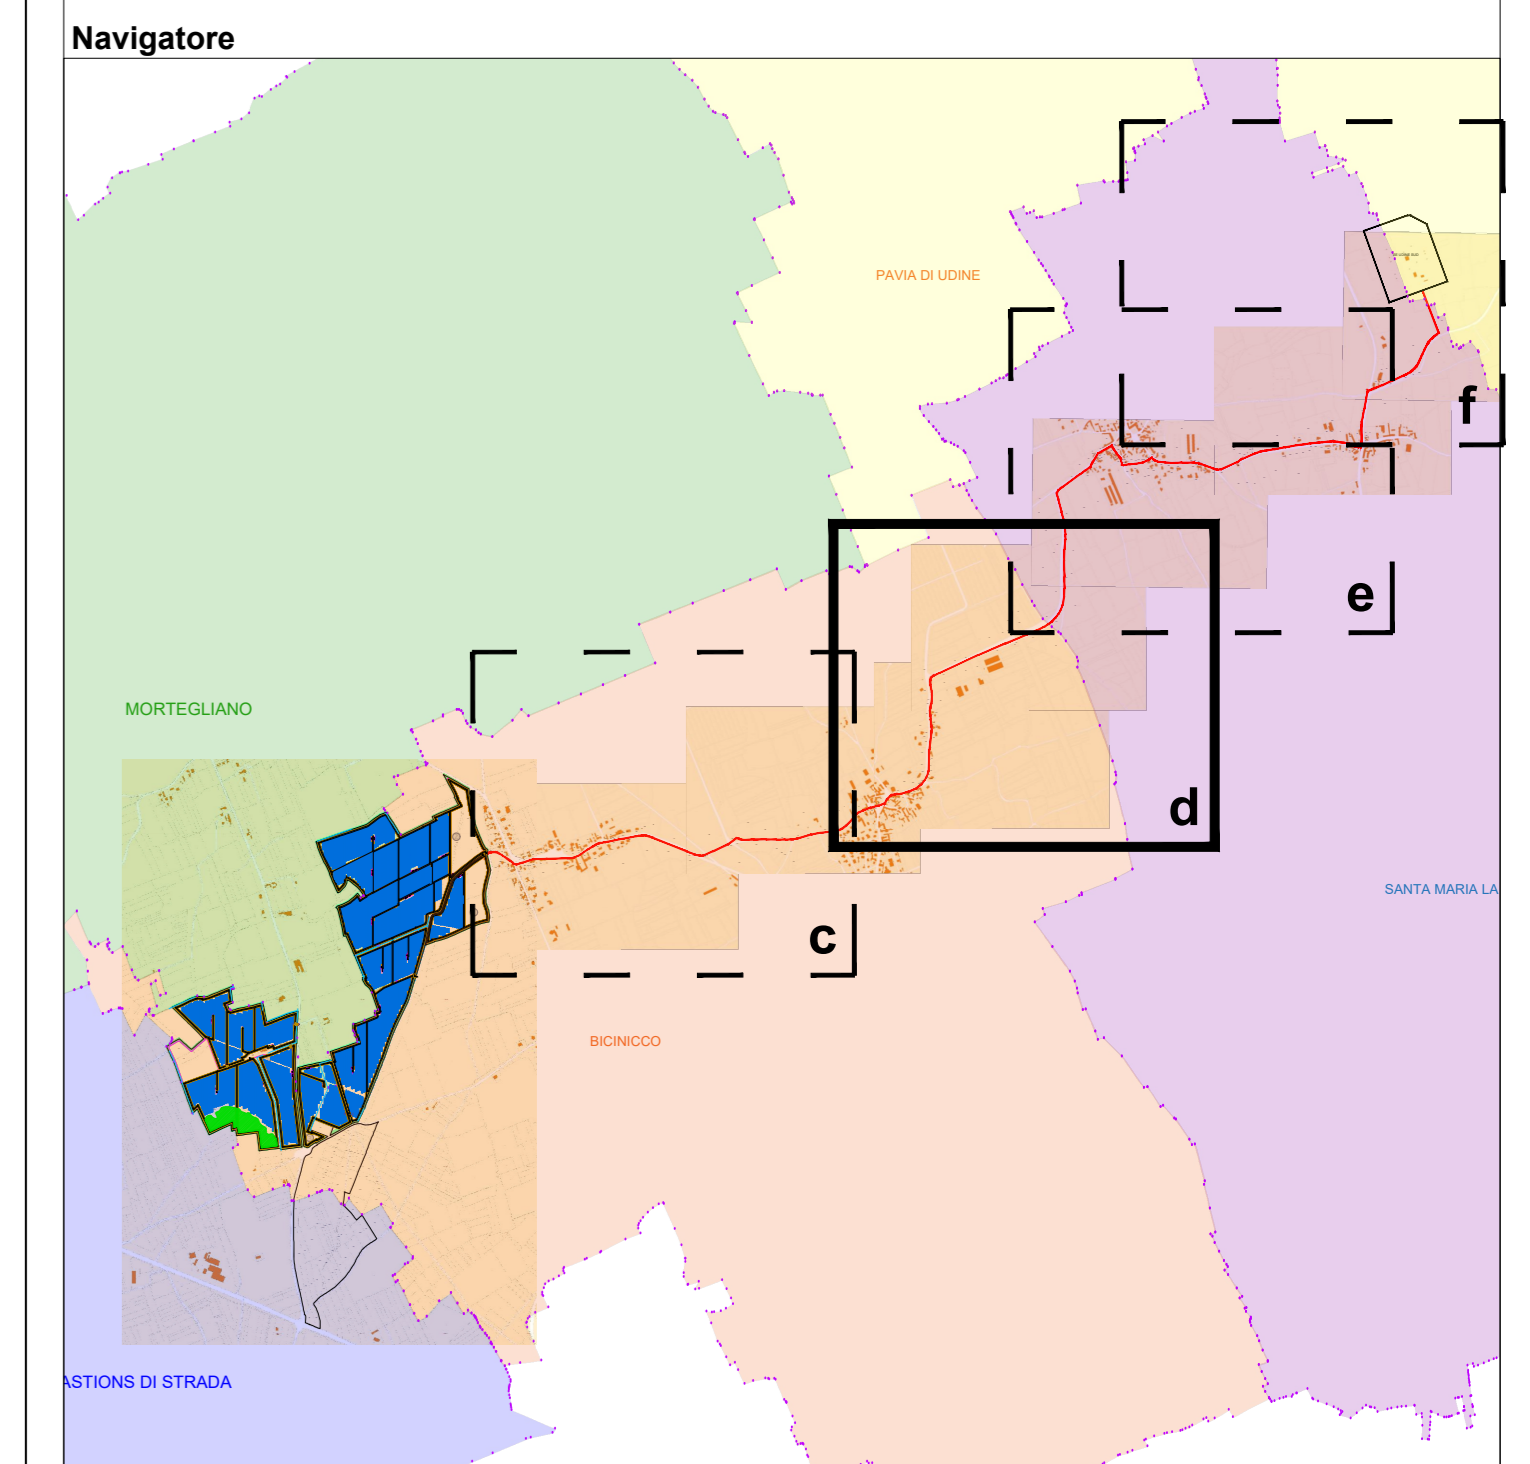 Navigatore
PAVIA DI UDINE
f
e
MORTEGLIANO
d
SANTA MARIA LA
c
BICINICCO
ASTIONS DI STRADA